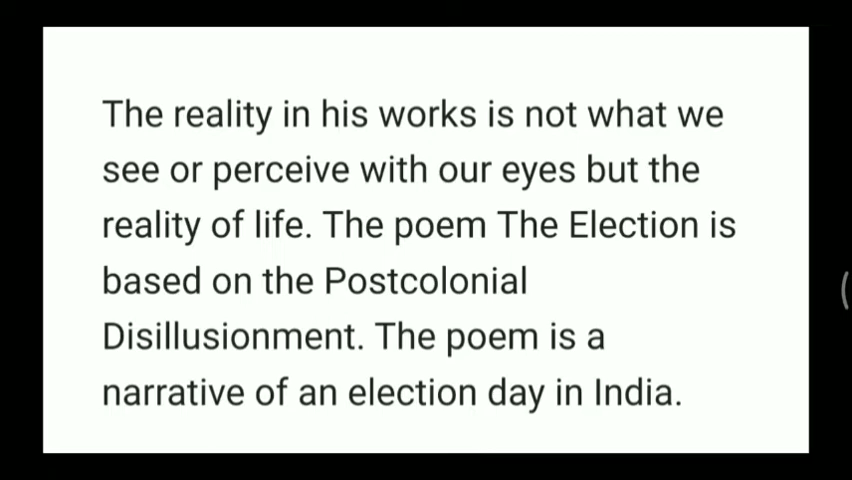 The reality in his works is not what we
see or perceive with our eyes but the
reality of life. The poem The Election is
based on the Postcolonial
Disillusionment. The poem is a
narrative of an election day in India.